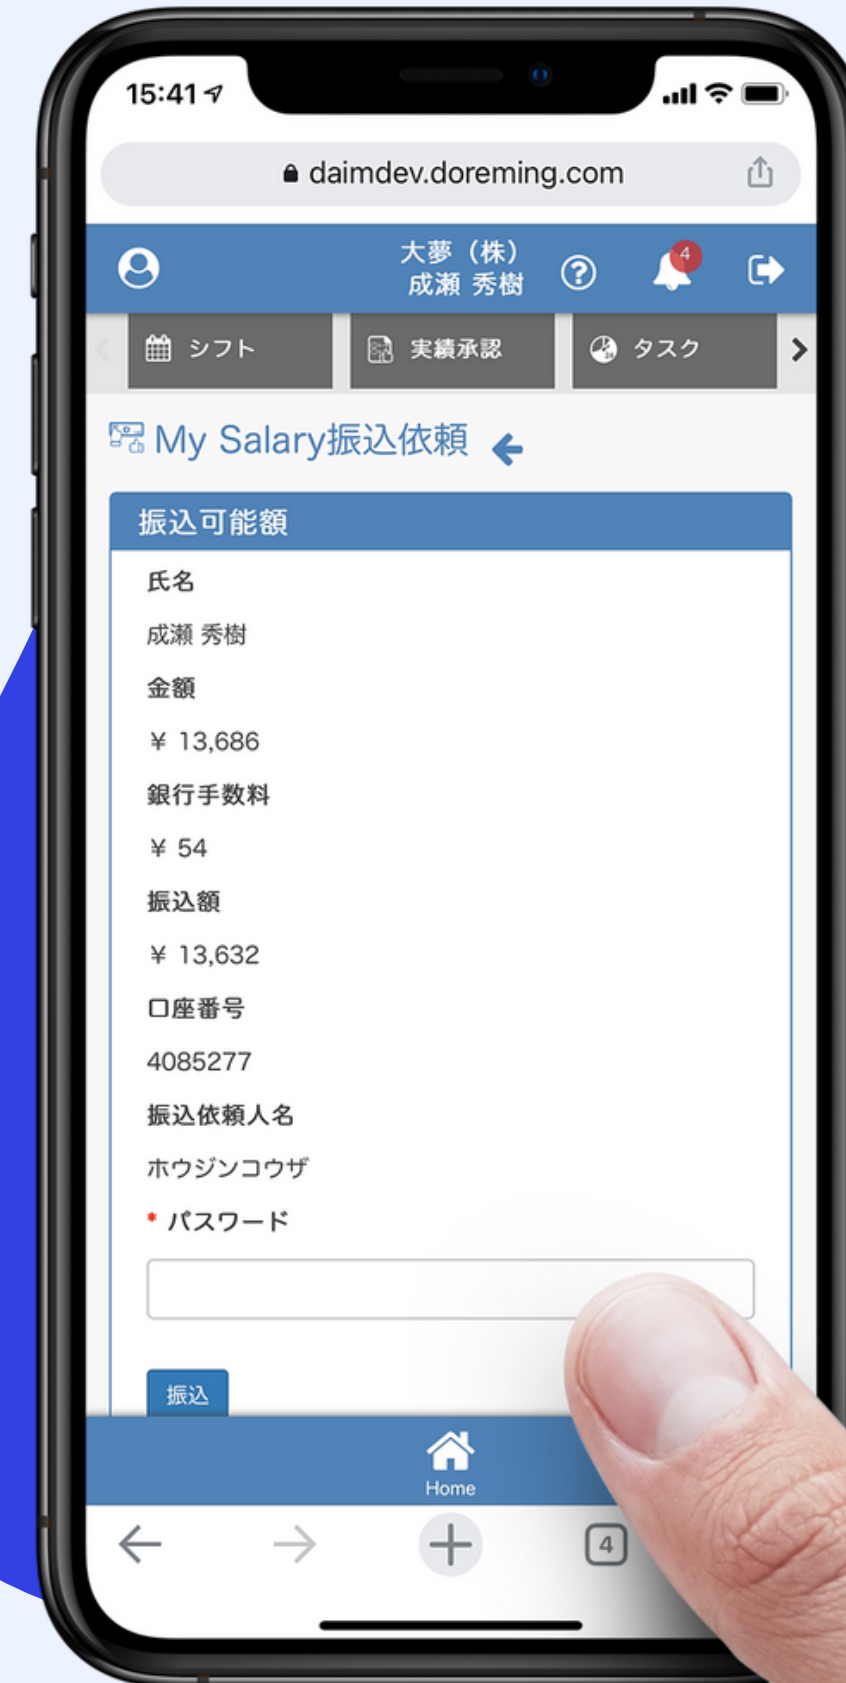 15:41
daimdev.doreming.com
大夢（株）
成瀬 秀樹
4
シフト
実績承認
タスク
My Salary振込依頼
振込可能額
氏名
成瀬 秀樹
金額
¥ 13,686
銀行手数料
¥ 54
振込額
¥ 13,632
口座番号
4085277
振込依頼人名
ホウジンコウザ
* パスワード
振込
Home
4